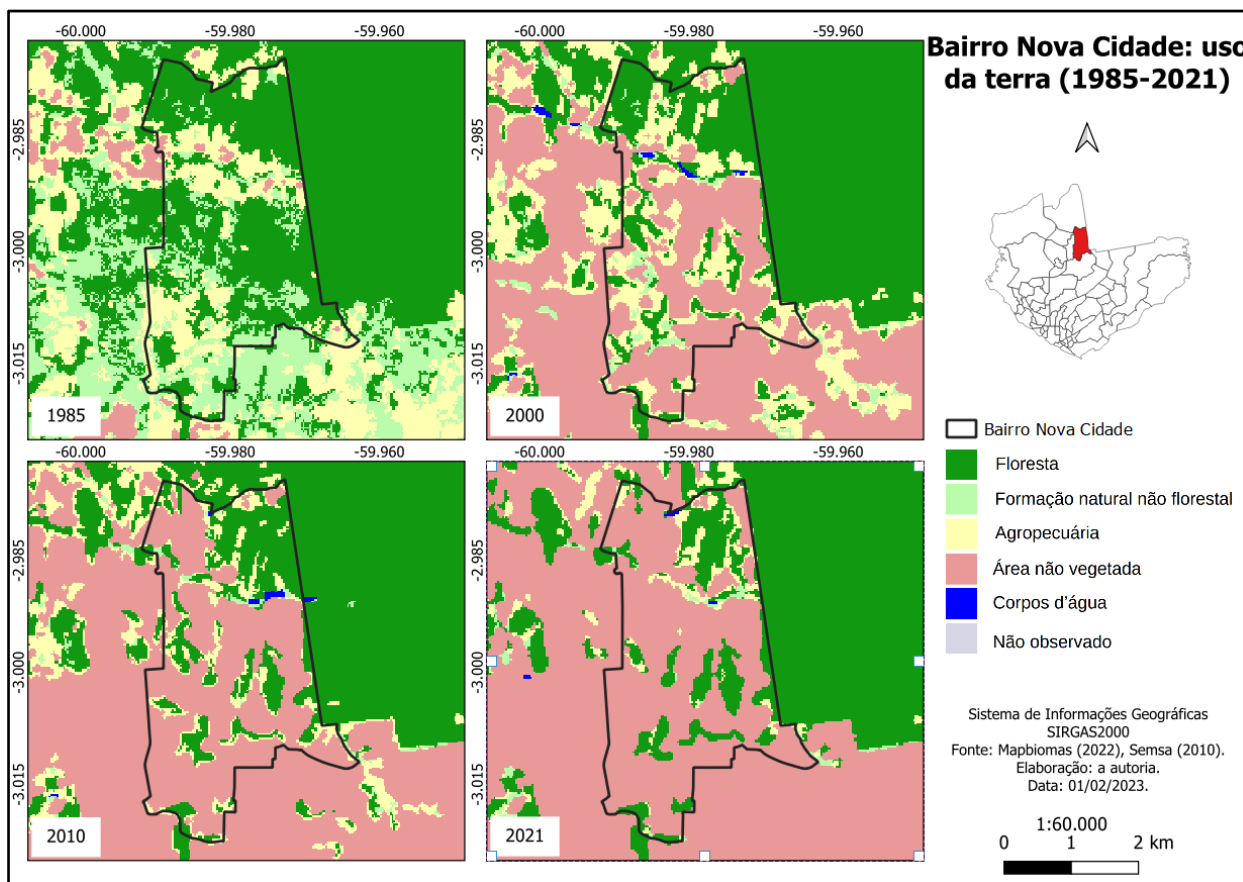 -60.000 -59.980 -59.960
-2.985
-3.000
-3.015
1985
-60.000 -59.980 -59.960
-2.985
-3.000
-3.015
2000
-60.000 -59.980 -59.960
-2.985
-3.000
-3.015
2010
-60.000 -59.980 -59.960
-2.985
-3.000
-3.015
2021
Bairro Nova Cidade: uso
da terra (1985-2021)
Bairro Nova Cidade
Floresta
Formação natural não florestal
Agropecuária
Área não vegetada
Corpos d’água
Não observado
Sistema de Informações Geográficas
SIRGAS2000
Fonte: Mapbiomas (2022), Semsa (2010).
Elaboração: a autoria.
Data: 01/02/2023.
1:60.000
0 1 2 km